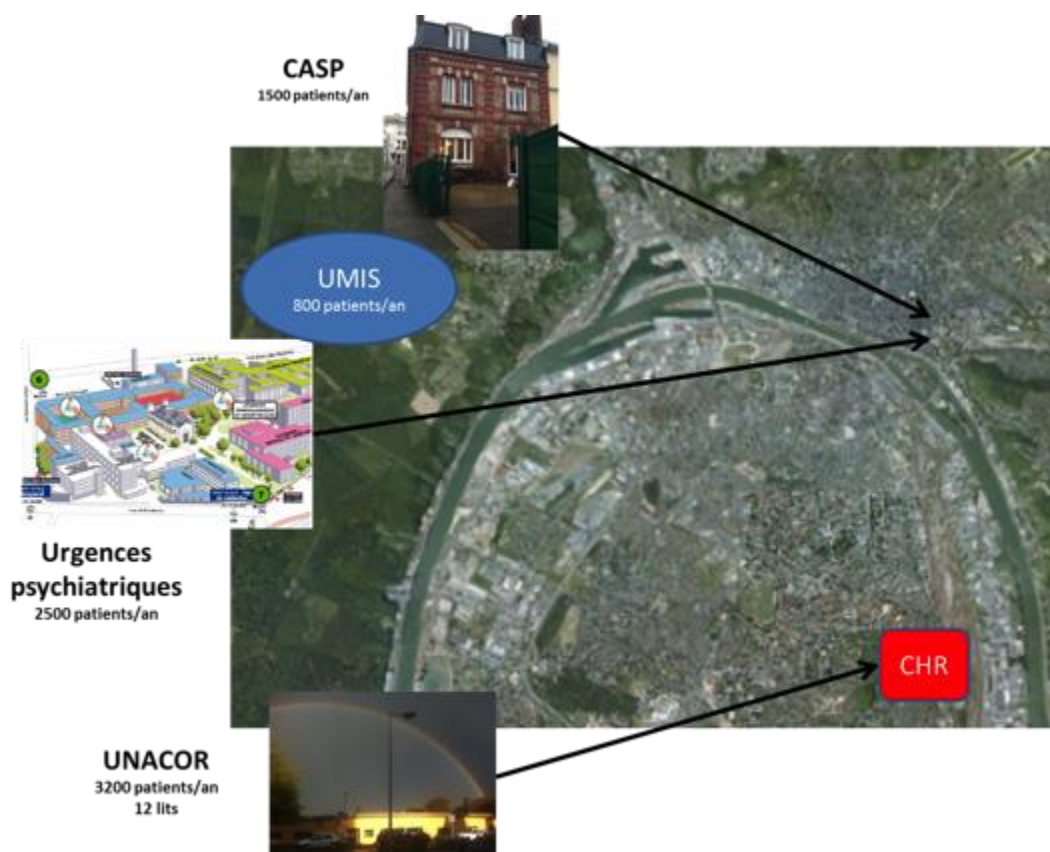 CASP
1500 patients/an
UMIS
800 patients/an
Urgences
psychiatriques
2500 patients/an
CHR
UNACOR
3200 patients/an
12 lits